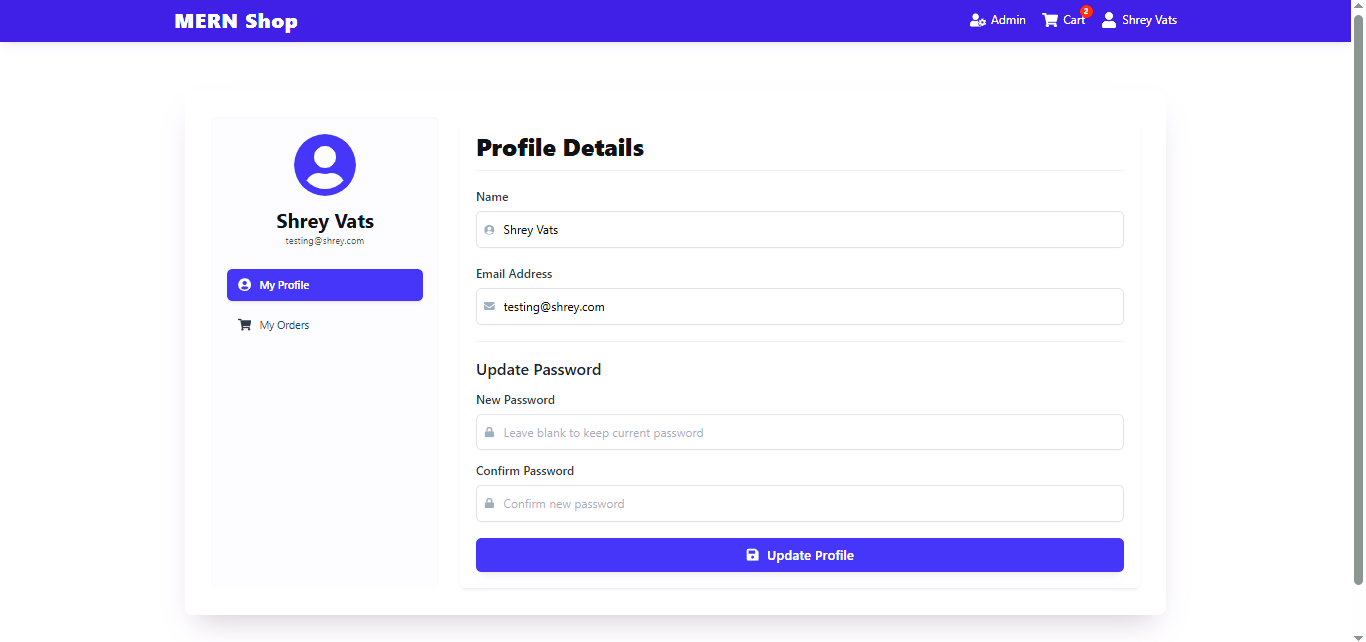 MERN Shop
Admin
Cart
2
Shrey Vats
Shrey Vats
testing@shrey.com
My Profile
My Orders
Profile Details
Name
Shrey Vats
Email Address
testing@shrey.com
Update Password
New Password
Leave blank to keep current password
Confirm Password
Confirm new password
Update Profile